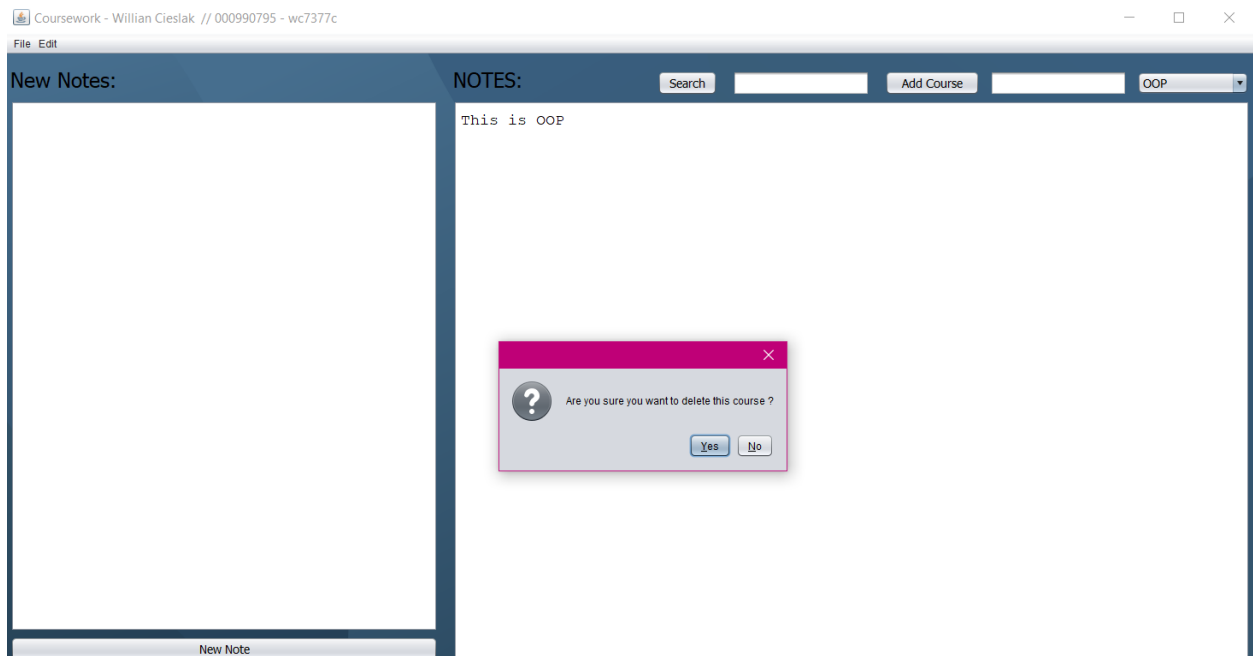 Coursework - Willian Cieslak // 000990795 - wc7377c
File Edit
New Notes:
NOTES:
Search
Add Course
OOP
This is OOP
Are you sure you want to delete this course ?
Yes
No
New Note